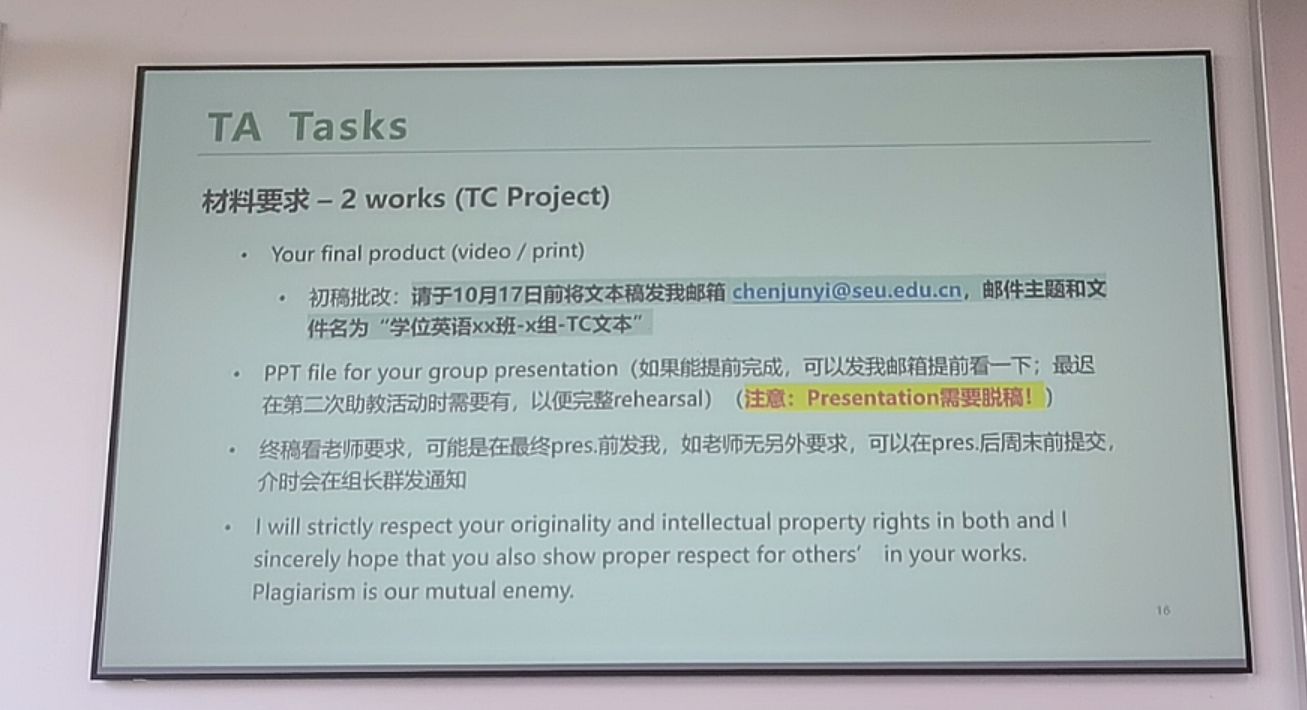 TA Tasks
材料要求 – 2 works (TC Project)
• Your final product (video / print)
• 初稿批改：请于10月17日前将文本稿发我邮箱 chenjunyi@seu.edu.cn，邮件主题和文
件名为“学位英语xx班-x组-TC文本”
• PPT file for your group presentation（如果能提前完成，可以发我邮箱提前看一下；最迟
在第二次助教活动时需要有，以便完整rehearsal）（注意：Presentation需要脱稿！）
• 终稿看老师要求，可能是在最终pres.前发我，如老师无另外要求，可以在pres.后周末前提交，
介时会在组长群发通知
• I will strictly respect your originality and intellectual property rights in both and I
sincerely hope that you also show proper respect for others’ in your works.
Plagiarism is our mutual enemy.
16